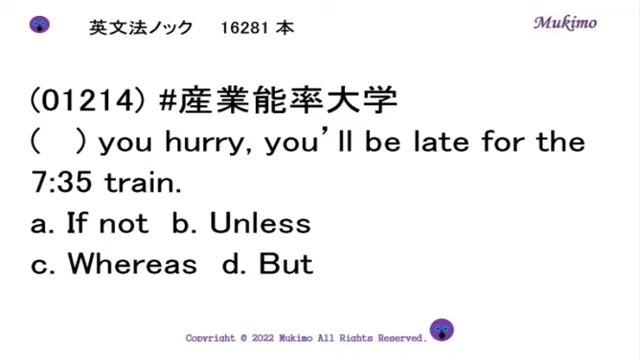 英文法ノック 16281 本 Mukimo
(01214) #産業能率大学
(  ) you hurry, you'll be late for the
7:35 train.
a. If not b. Unless
c. Whereas d. But
Copyright © 2022 Mukimo All Rights Reserved.